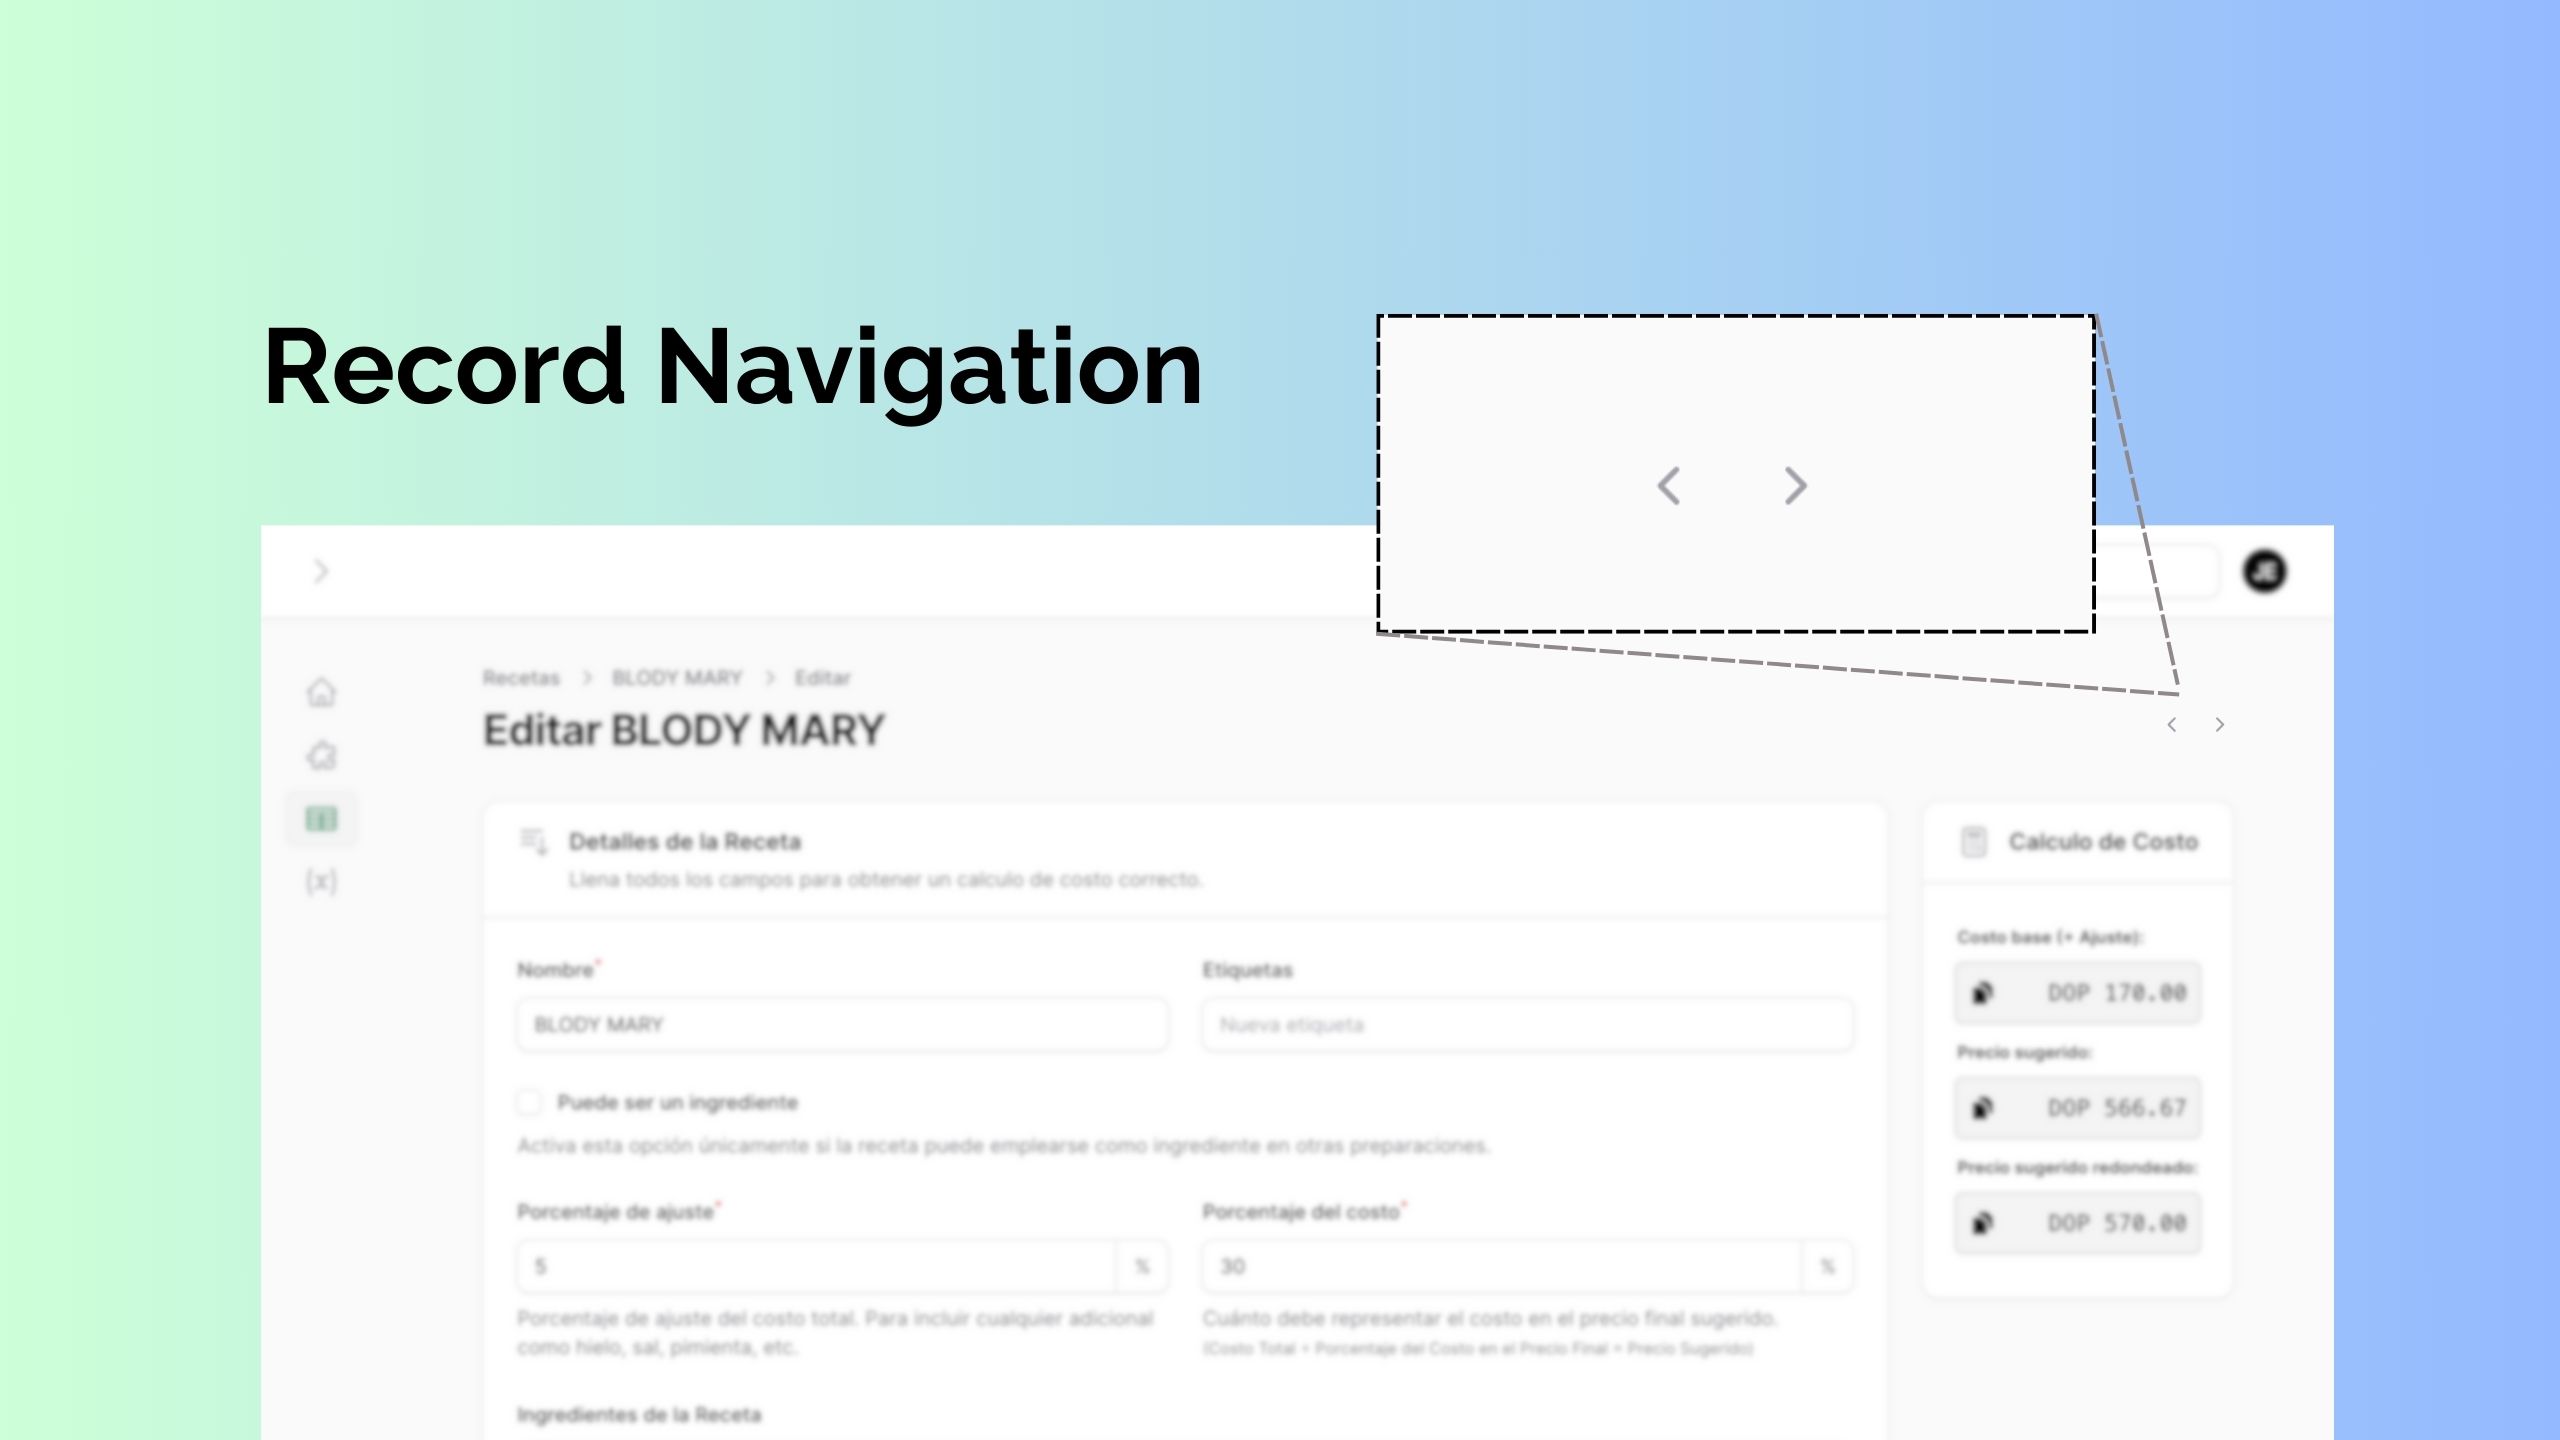 Record Navigation
JE
Recetas > BLODY MARY > Editar
Editar BLODY MARY
Detalles de la Receta
Llena todos los campos para obtener un calculo de costo correcto.
Calculo de Costo
Nombre*
Etiquetas
BLODY MARY
Nueva etiqueta
Costo base (+ Ajuste):
DOP 170.00
Puede ser un ingrediente
Activa esta opción únicamente si la receta puede emplearse como ingrediente en otras preparaciones.
Precio sugerido:
DOP 566.67
Porcentaje de ajuste*
Porcentaje del costo*
5 %
30 %
Precio sugerido redondeado:
DOP 570.00
Porcentaje de ajuste del costo total. Para incluir cualquier adicional
como hielo, sal, pimienta, etc.
Cuánto debe representar el costo en el precio final sugerido.
(Costo Total ÷ Porcentaje del Costo en el Precio Final = Precio Sugerido)
Ingredientes de la Receta